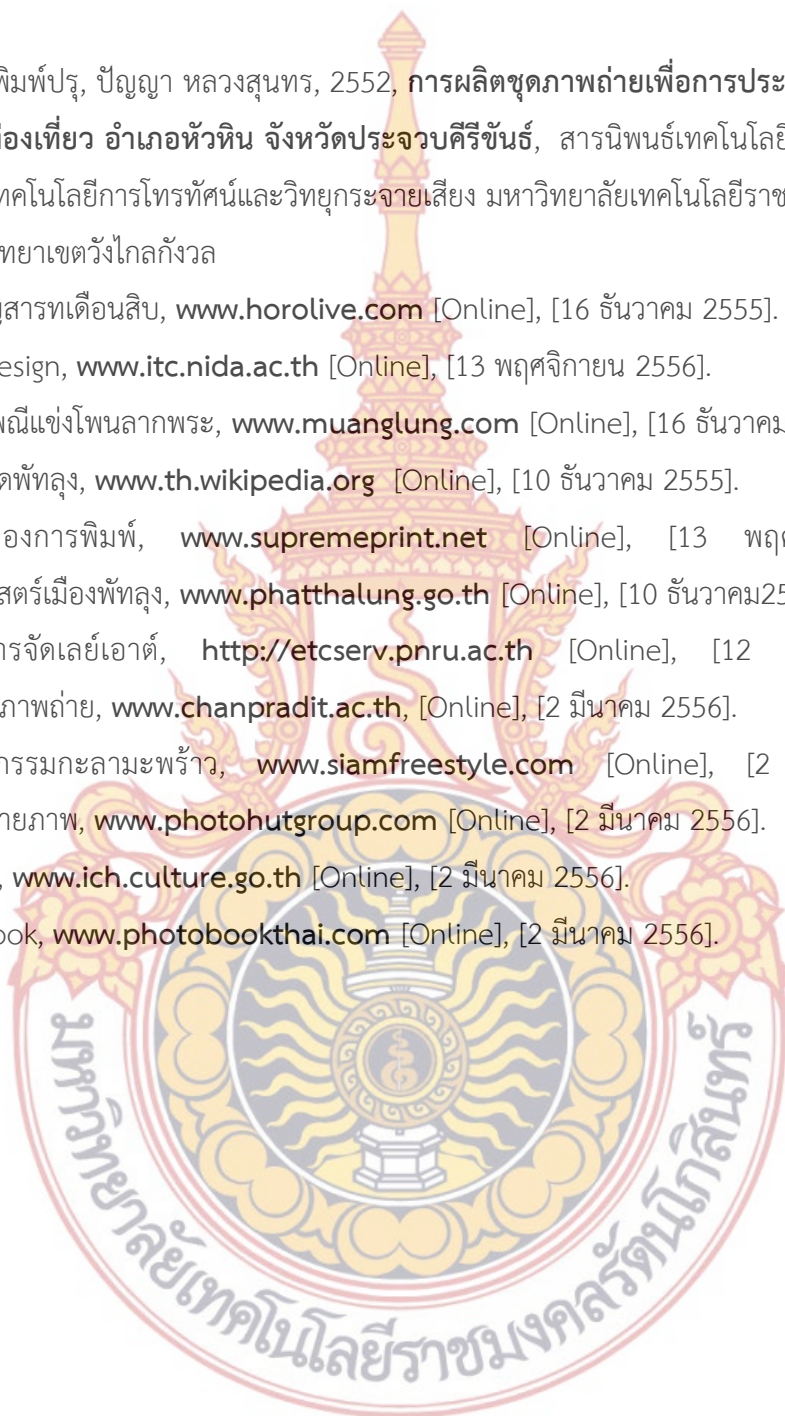 พิมพ์ปรุ, ปัญญา หลวงสุนทร, 2552, การผลิตชุดภาพถ่ายเพื่อการประ
องเที่ยว อำเภอหัวหิน จังหวัดประจวบคีรีขันธ์, สารนิพนธ์เทคโนโลยี
ทคโนโลยีการโทรทัศน์และวิทยุกระจายเสียง มหาวิทยาลัยเทคโนโลยีราช
ทยาเขตวังไกลกังวล
ญสารทเดือนสิบ, www.horolive.com [Online], [16 ธันวาคม 2555].
esign, www.itc.nida.ac.th [Online], [13 พฤศจิกายน 2556].
พณีแข่งโพนลากพระ, www.muanglung.com [Online], [16 ธันวาคม
ดพัทลุง, www.th.wikipedia.org [Online], [10 ธันวาคม 2555].
องการพิมพ์, www.supremeprint.net [Online], [13 พฤศ
สตร์เมืองพัทลุง, www.phatthalung.go.th [Online], [10 ธันวาคม25
ารจัดเลย์เอาต์, http://etcserv.pnru.ac.th [Online], [12
ภาพถ่าย, www.chanpradit.ac.th, [Online], [2 มีนาคม 2556].
กรรมกะลามะพร้าว, www.siamfreestyle.com [Online], [2
ายภาพ, www.photohutgroup.com [Online], [2 มีนาคม 2556].
, www.ich.culture.go.th [Online], [2 มีนาคม 2556].
ook, www.photobookthai.com [Online], [2 มีนาคม 2556].
มหาวิทยาลัยเทคโนโลยีราชมงคลรัตนโกสินทร์